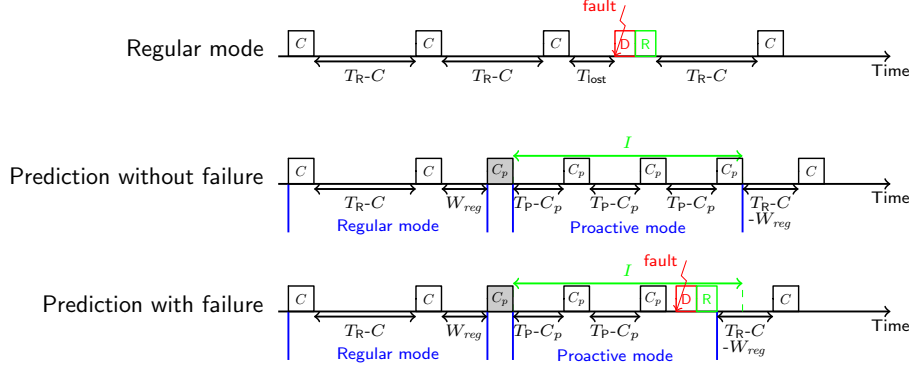 fault
Regular mode C C C D R C
T_R-C T_R-C T_lost T_R-C Time
I
Prediction without failure C C C_p C_p C_p C_p C
T_R-C W_reg T_P-C_p T_P-C_p T_P-C_p T_R-C Time
-W_reg
Regular mode Proactive mode
fault
I
Prediction with failure C C C_p C_p C_p D R C
T_R-C W_reg T_P-C_p T_P-C_p T_R-C Time
-W_reg
Regular mode Proactive mode